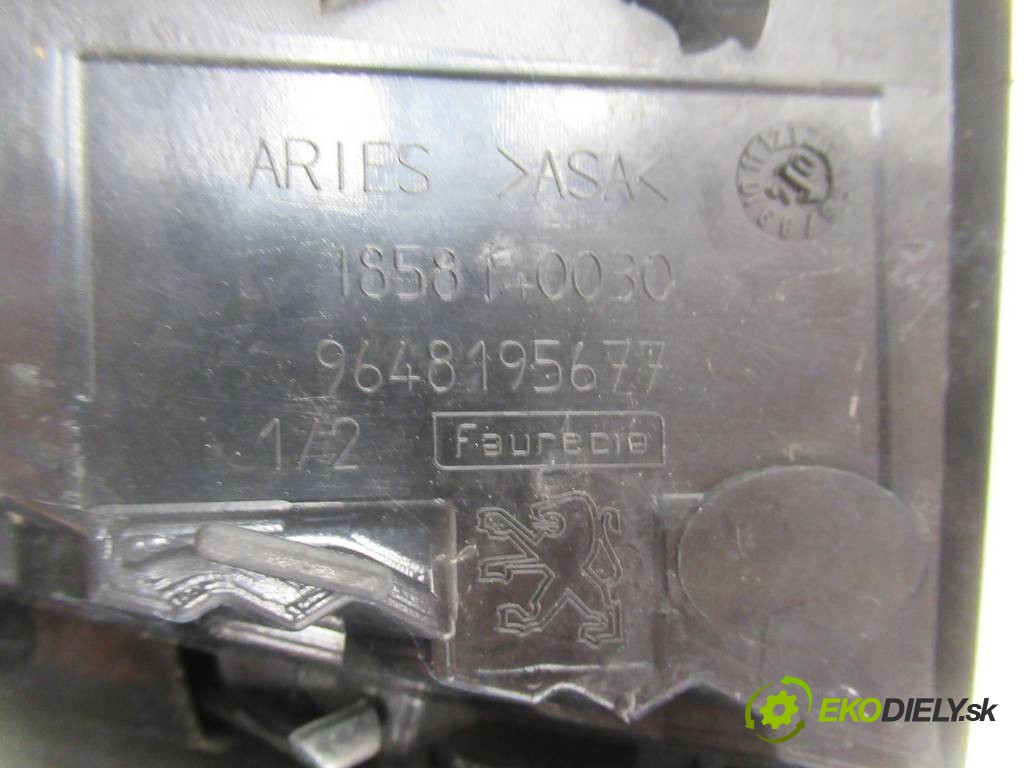 ARIES >ASA<
1858140030
9648195677
1/2 Faurecia
EKODIELY.sk